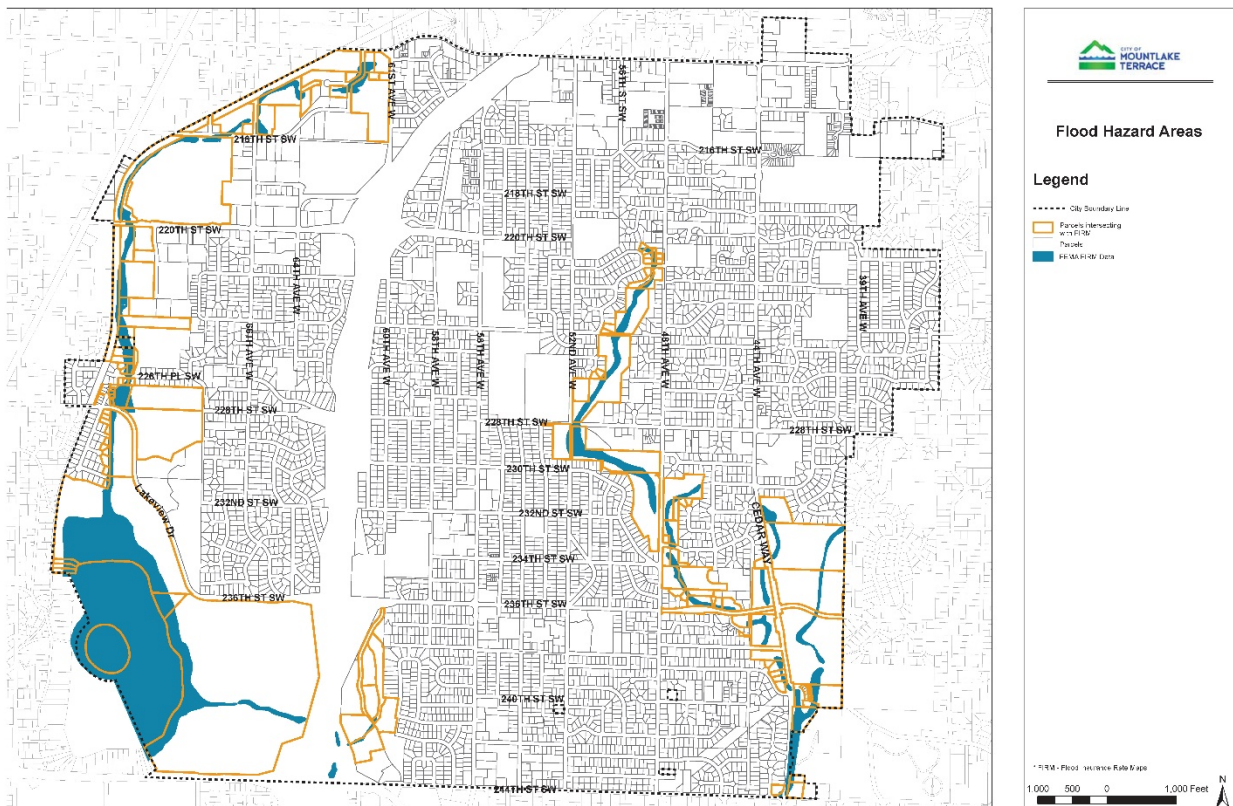 61ST AVE W
56TH ST SW
216TH ST SW
216TH ST SW
218TH ST SW
220TH ST SW
220TH ST SW
64TH AVE W
39TH AVE W
66TH AVE W
60TH AVE W
58TH AVE W
56TH AVE W
52ND AVE W
48TH AVE W
44TH AVE W
226TH PL SW
228TH ST SW
228TH ST SW
228TH ST SW
230TH ST SW
Lakeview Dr
232ND ST SW
232ND ST SW
CEDAR WAY
234TH ST SW
236TH ST SW
236TH ST SW
240TH ST SW
244TH ST SW
CITY OF
MOUNTLAKE
TERRACE
Flood Hazard Areas
Legend
City Boundary Line
Parcels Intersecting
with FIRM
Parcels
FEMA FIRM Data
* FIRM - Flood Insurance Rate Maps
1,000 500 0 1,000 Feet
N